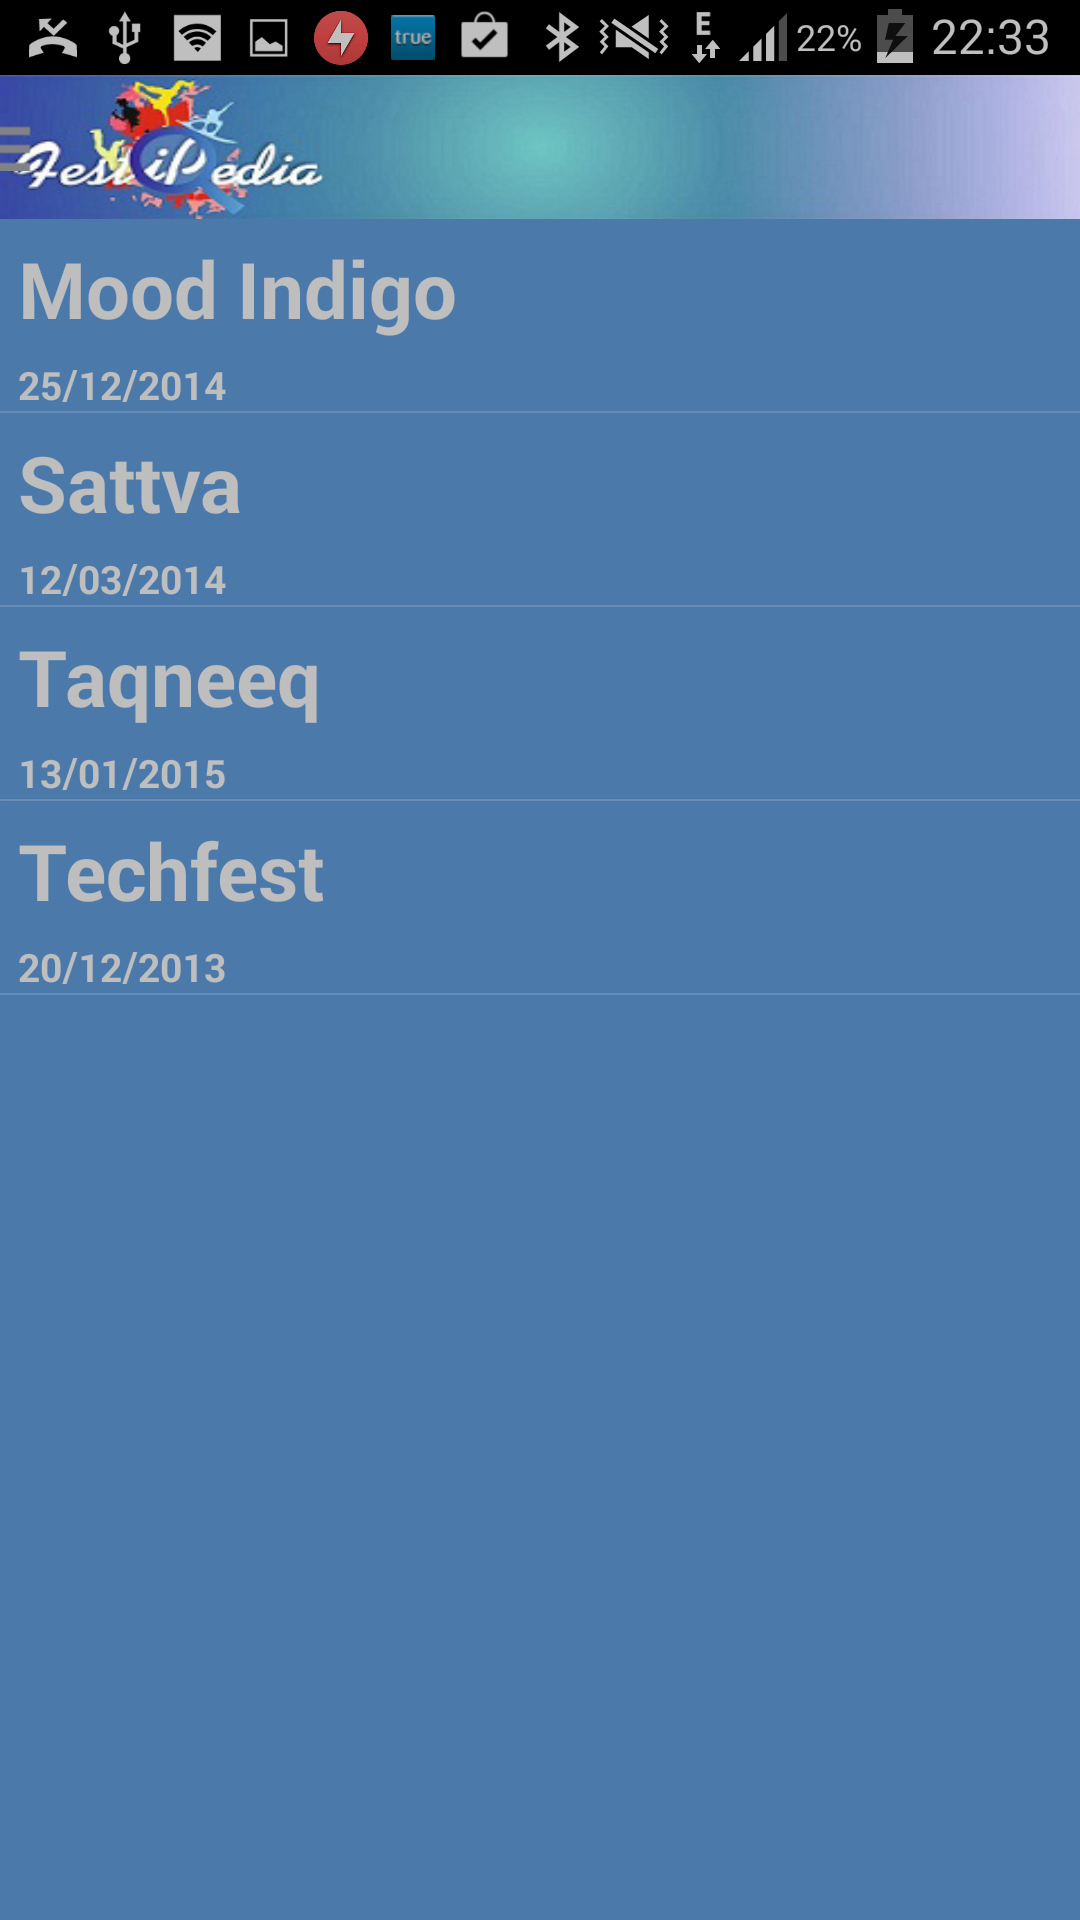 true E 22% 22:33
FestiPedia
Mood Indigo
25/12/2014
Sattva
12/03/2014
Taqneeq
13/01/2015
Techfest
20/12/2013